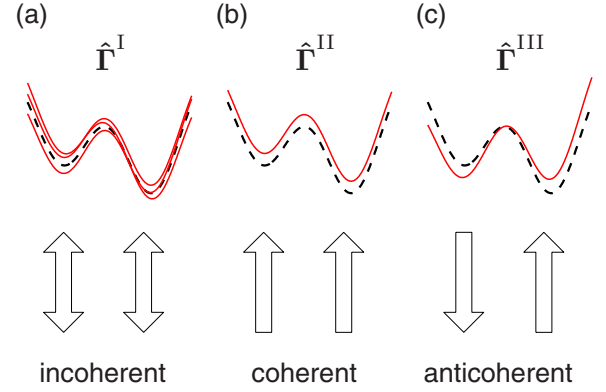 (a) (b) (c)
Γ̂^I Γ̂^II Γ̂^III
incoherent coherent anticoherent